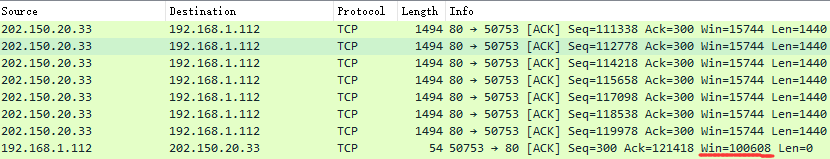 Source Destination Protocol Length Info
202.150.20.33 192.168.1.112 TCP 1494 80 → 50753 [ACK] Seq=111338 Ack=300 Win=15744 Len=1440
202.150.20.33 192.168.1.112 TCP 1494 80 → 50753 [ACK] Seq=112778 Ack=300 Win=15744 Len=1440
202.150.20.33 192.168.1.112 TCP 1494 80 → 50753 [ACK] Seq=114218 Ack=300 Win=15744 Len=1440
202.150.20.33 192.168.1.112 TCP 1494 80 → 50753 [ACK] Seq=115658 Ack=300 Win=15744 Len=1440
202.150.20.33 192.168.1.112 TCP 1494 80 → 50753 [ACK] Seq=117098 Ack=300 Win=15744 Len=1440
202.150.20.33 192.168.1.112 TCP 1494 80 → 50753 [ACK] Seq=118538 Ack=300 Win=15744 Len=1440
202.150.20.33 192.168.1.112 TCP 1494 80 → 50753 [ACK] Seq=119978 Ack=300 Win=15744 Len=1440
192.168.1.112 202.150.20.33 TCP 54 50753 → 80 [ACK] Seq=300 Ack=121418 Win=100608 Len=0